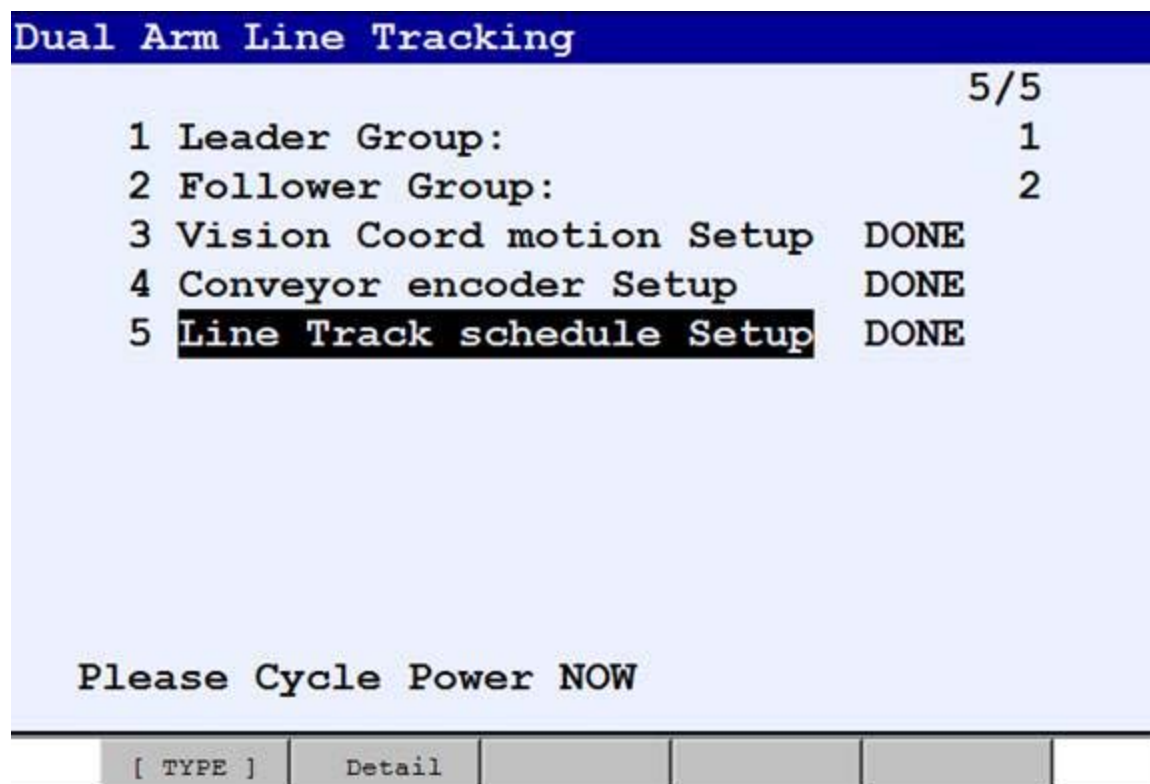 Dual Arm Line Tracking
5/5
1 Leader Group: 1
2 Follower Group: 2
3 Vision Coord motion Setup DONE
4 Conveyor encoder Setup DONE
5 Line Track schedule Setup DONE
Please Cycle Power NOW
[ TYPE ] Detail